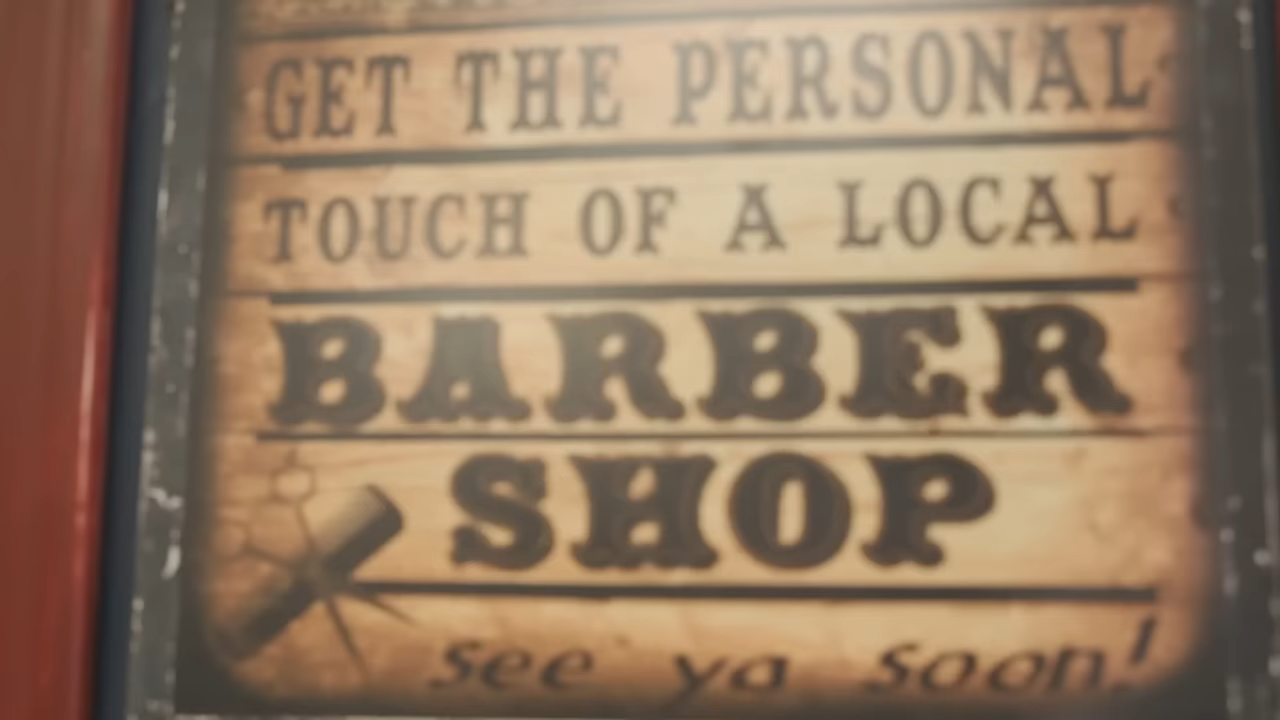 GET THE PERSONAL
TOUCH OF A LOCAL
BARBER
SHOP
See ya soon!